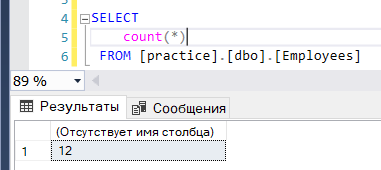 4 SELECT
5 count(*)
6 FROM [practice].[dbo].[Employees]
89 %
Результаты Сообщения
(Отсутствует имя столбца)
1 12